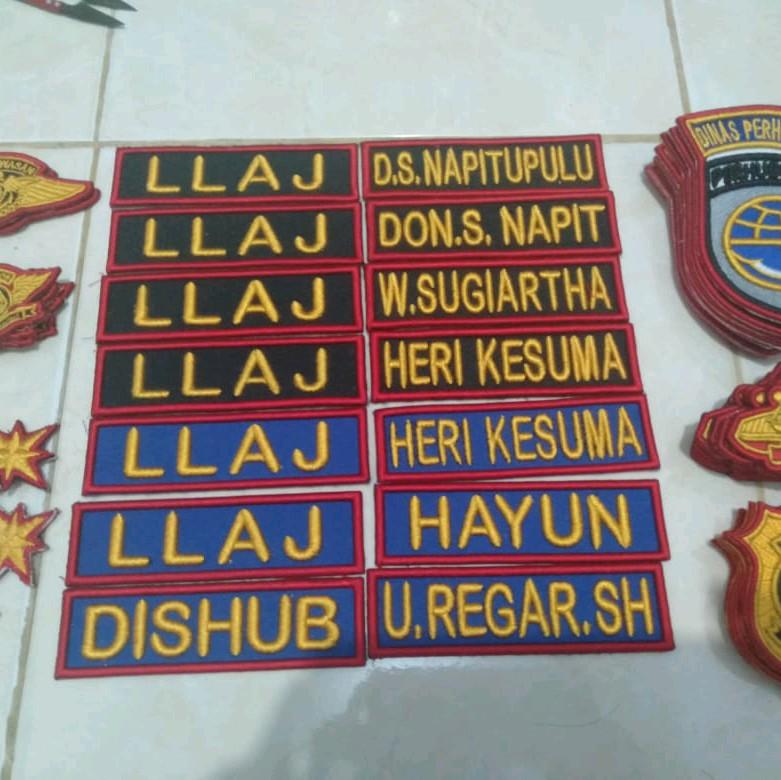 LLAJ
D.S.NAPITUPULU
LLAJ
DON.S. NAPIT
LLAJ
W.SUGIARTHA
LLAJ
HERI KESUMA
LLAJ
HERI KESUMA
LLAJ
HAYUN
DISHUB
U.REGAR.SH
DINAS PERH